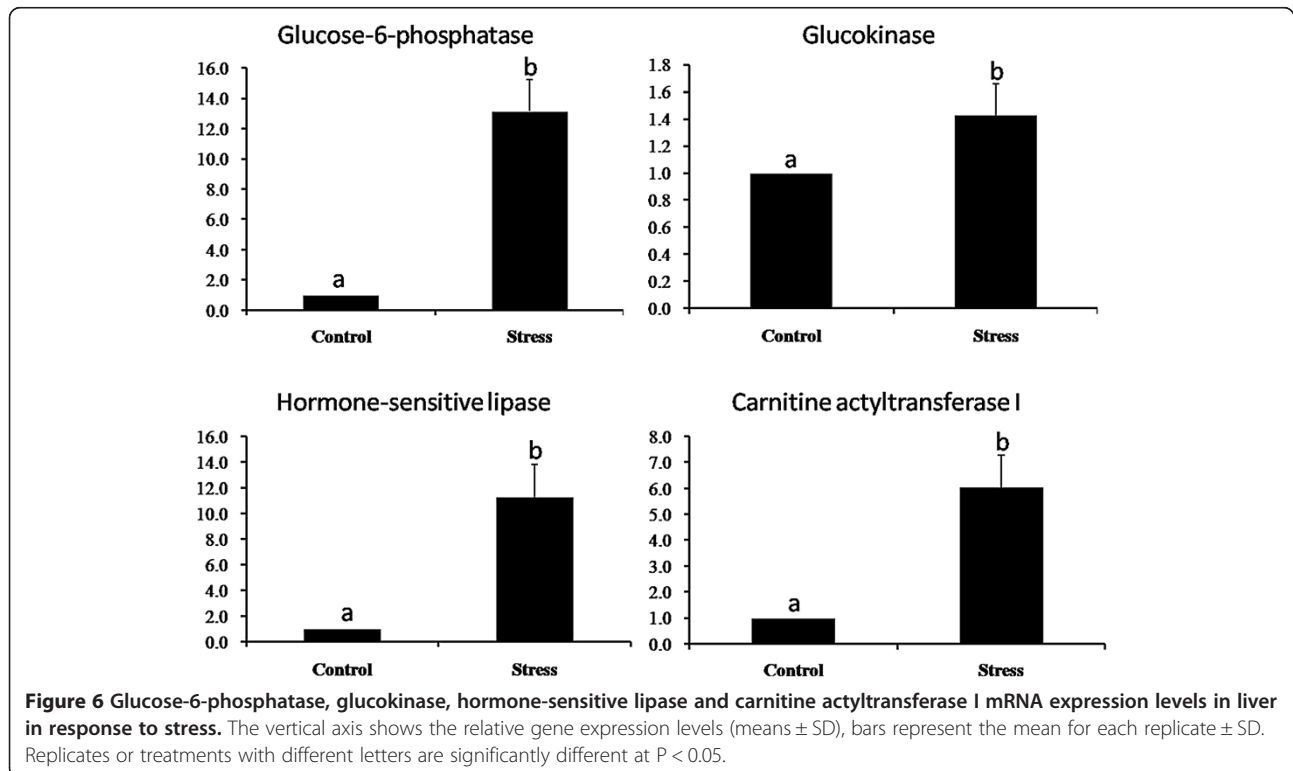 Glucose-6-phosphatase
16.0
14.0
12.0
10.0
8.0
6.0
4.0
2.0
0.0
a
b
Control Stress
Glucokinase
1.8
1.6
1.4
1.2
1.0
0.8
0.6
0.4
0.2
0.0
a
b
Control Stress
Hormone-sensitive lipase
16.0
14.0
12.0
10.0
8.0
6.0
4.0
2.0
0.0
a
b
Control Stress
Carnitine actyltransferase I
8.0
7.0
6.0
5.0
4.0
3.0
2.0
1.0
0.0
a
b
Control Stress
Figure 6 Glucose-6-phosphatase, glucokinase, hormone-sensitive lipase and carnitine actyltransferase I mRNA expression levels in liver
in response to stress. The vertical axis shows the relative gene expression levels (means ± SD), bars represent the mean for each replicate ± SD.
Replicates or treatments with different letters are significantly different at P < 0.05.